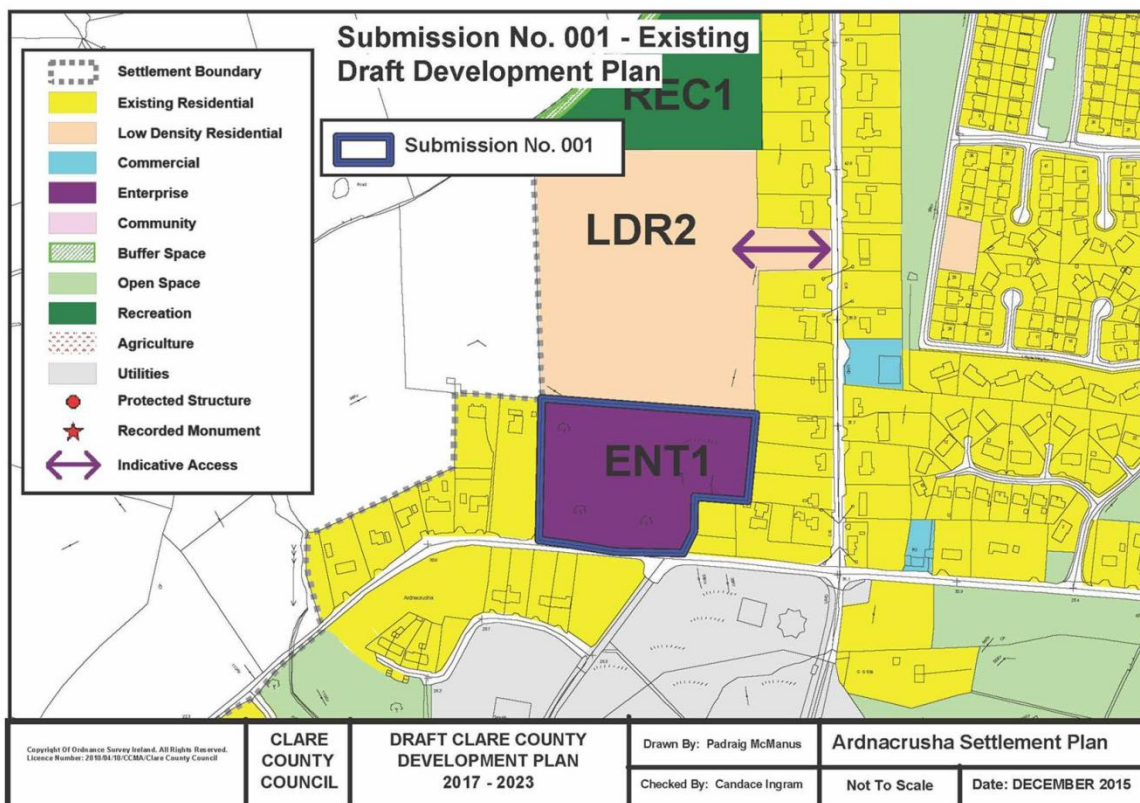 Submission No. 001 - Existing
Draft Development Plan
Submission No. 001
Settlement Boundary
Existing Residential
Low Density Residential
Commercial
Enterprise
Community
Buffer Space
Open Space
Recreation
Agriculture
Utilities
Protected Structure
Recorded Monument
Indicative Access
REC1
LDR2
ENT1
Ardnacrusha
Copyright Of Ordnance Survey Ireland. All Rights Reserved.
Licence Number: 2010/04/10/CCMA/Clare County Council
CLARE
COUNTY
COUNCIL
DRAFT CLARE COUNTY
DEVELOPMENT PLAN
2017 - 2023
Drawn By: Padraig McManus
Checked By: Candace Ingram
Ardnacrusha Settlement Plan
Not To Scale
Date: DECEMBER 2015